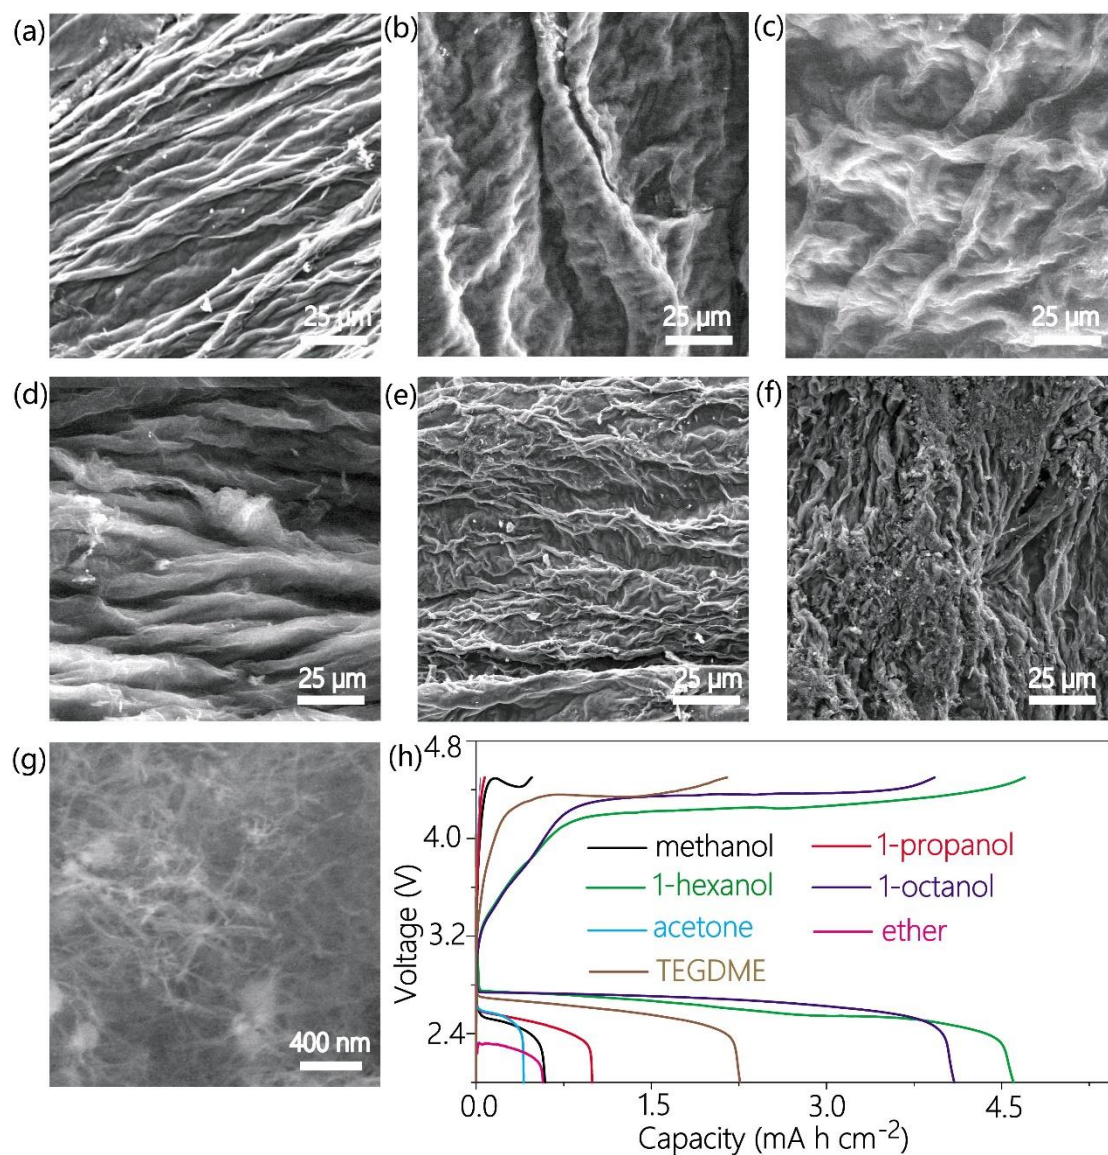 (a)
25 µm
(b)
25 µm
(c)
25 µm
(d)
25 µm
(e)
25 µm
(f)
25 µm
(g)
400 nm
(h)
4.8
4.0
3.2
2.4
Voltage (V)
methanol
1-propanol
1-hexanol
1-octanol
acetone
ether
TEGDME
0.0 1.5 3.0 4.5
Capacity (mA h cm⁻²)